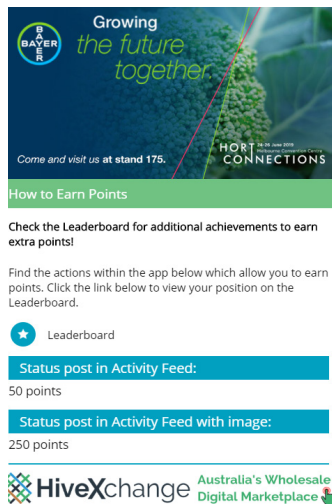 Growing
the future
together.
BAYER
BAYER
HORT 24-26 June 2019
Melbourne Convention Centre
CONNECTIONS
Come and visit us at stand 175.
How to Earn Points
Check the Leaderboard for additional achievements to earn
extra points!
Find the actions within the app below which allow you to earn
points. Click the link below to view your position on the
Leaderboard.
Leaderboard
Status post in Activity Feed:
50 points
Status post in Activity Feed with image:
250 points
HiveXchange
Australia's Wholesale
Digital Marketplace